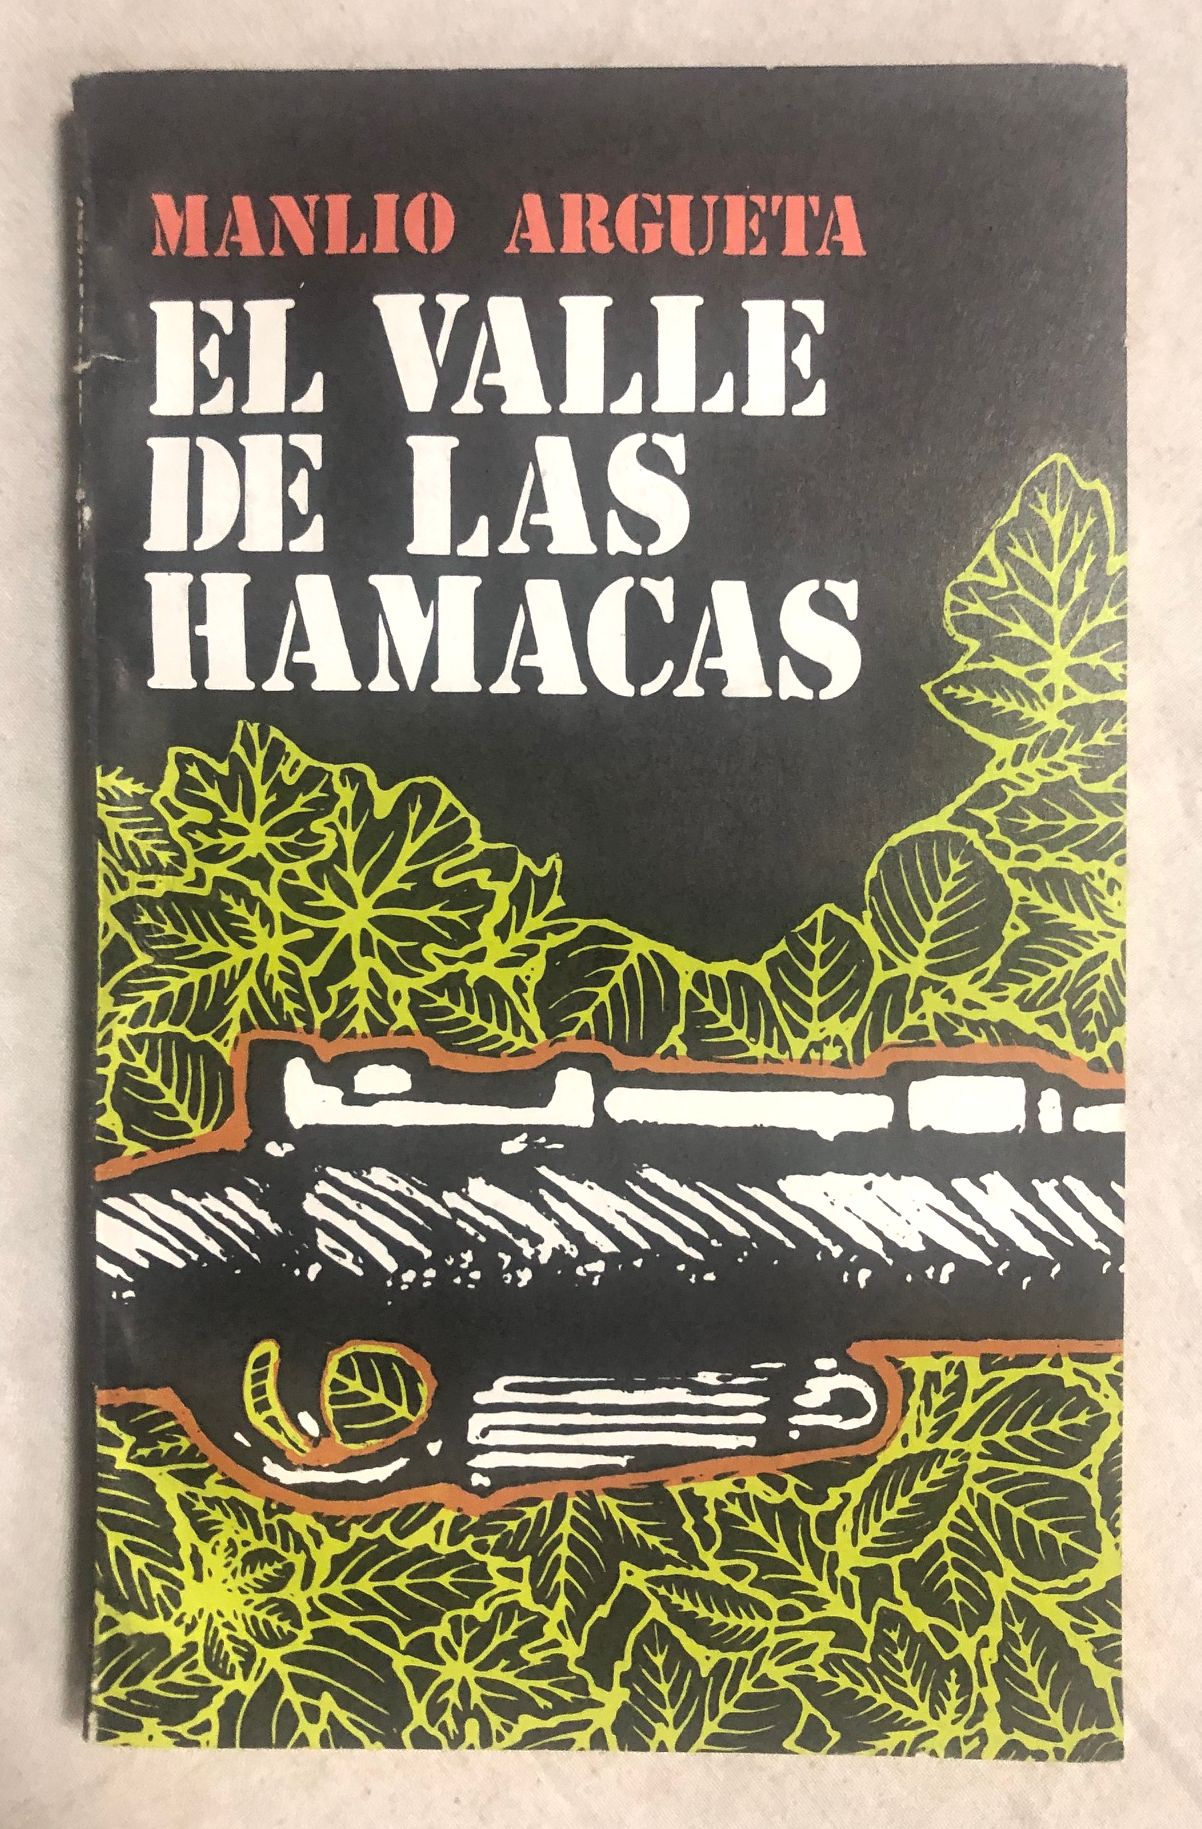 MANLIO ARGUETA
EL VALLE
DE LAS
HAMACAS